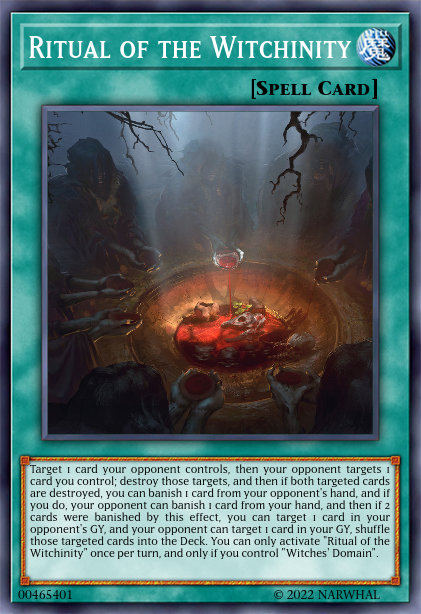 Ritual of the Witchinity
魔
[Spell Card]
Target 1 card your opponent controls, then your opponent targets 1
card you control; destroy those targets, and then if both targeted cards
are destroyed, you can banish 1 card from your opponent's hand, and if
you do, your opponent can banish 1 card from your hand, and then if 2
cards were banished by this effect, you can target 1 card in your
opponent's GY, and your opponent can target 1 card in your GY, shuffle
those targeted cards into the Deck. You can only activate "Ritual of the
Witchinity" once per turn, and only if you control "Witches' Domain".
00465401
© 2022 NARWHAL